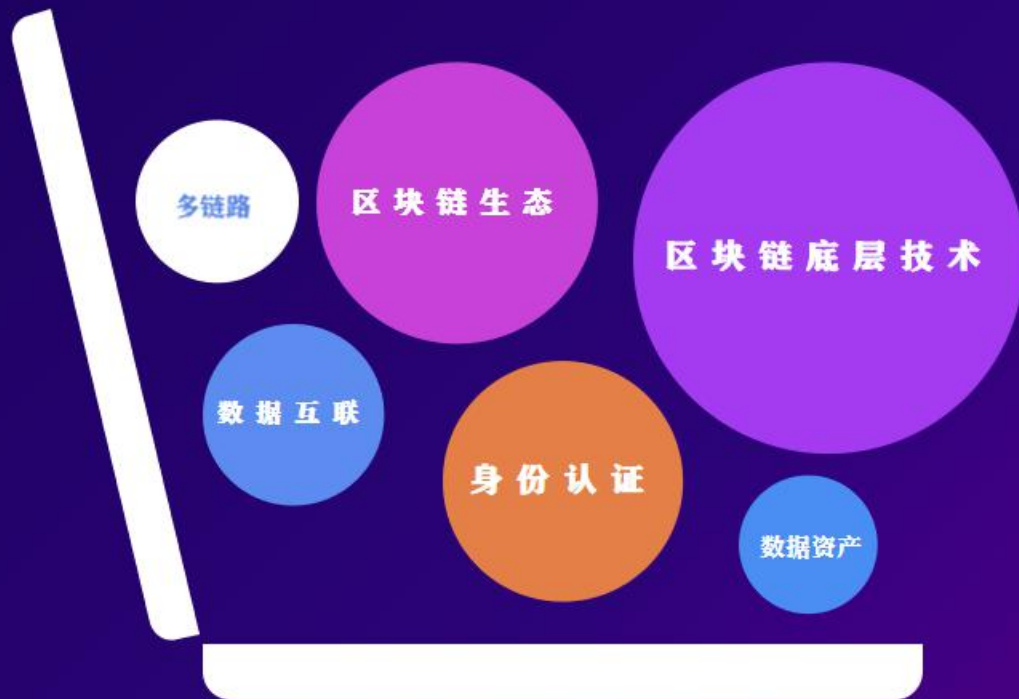 多链路
区块链生态
区块链底层技术
数据互联
身份认证
数据资产